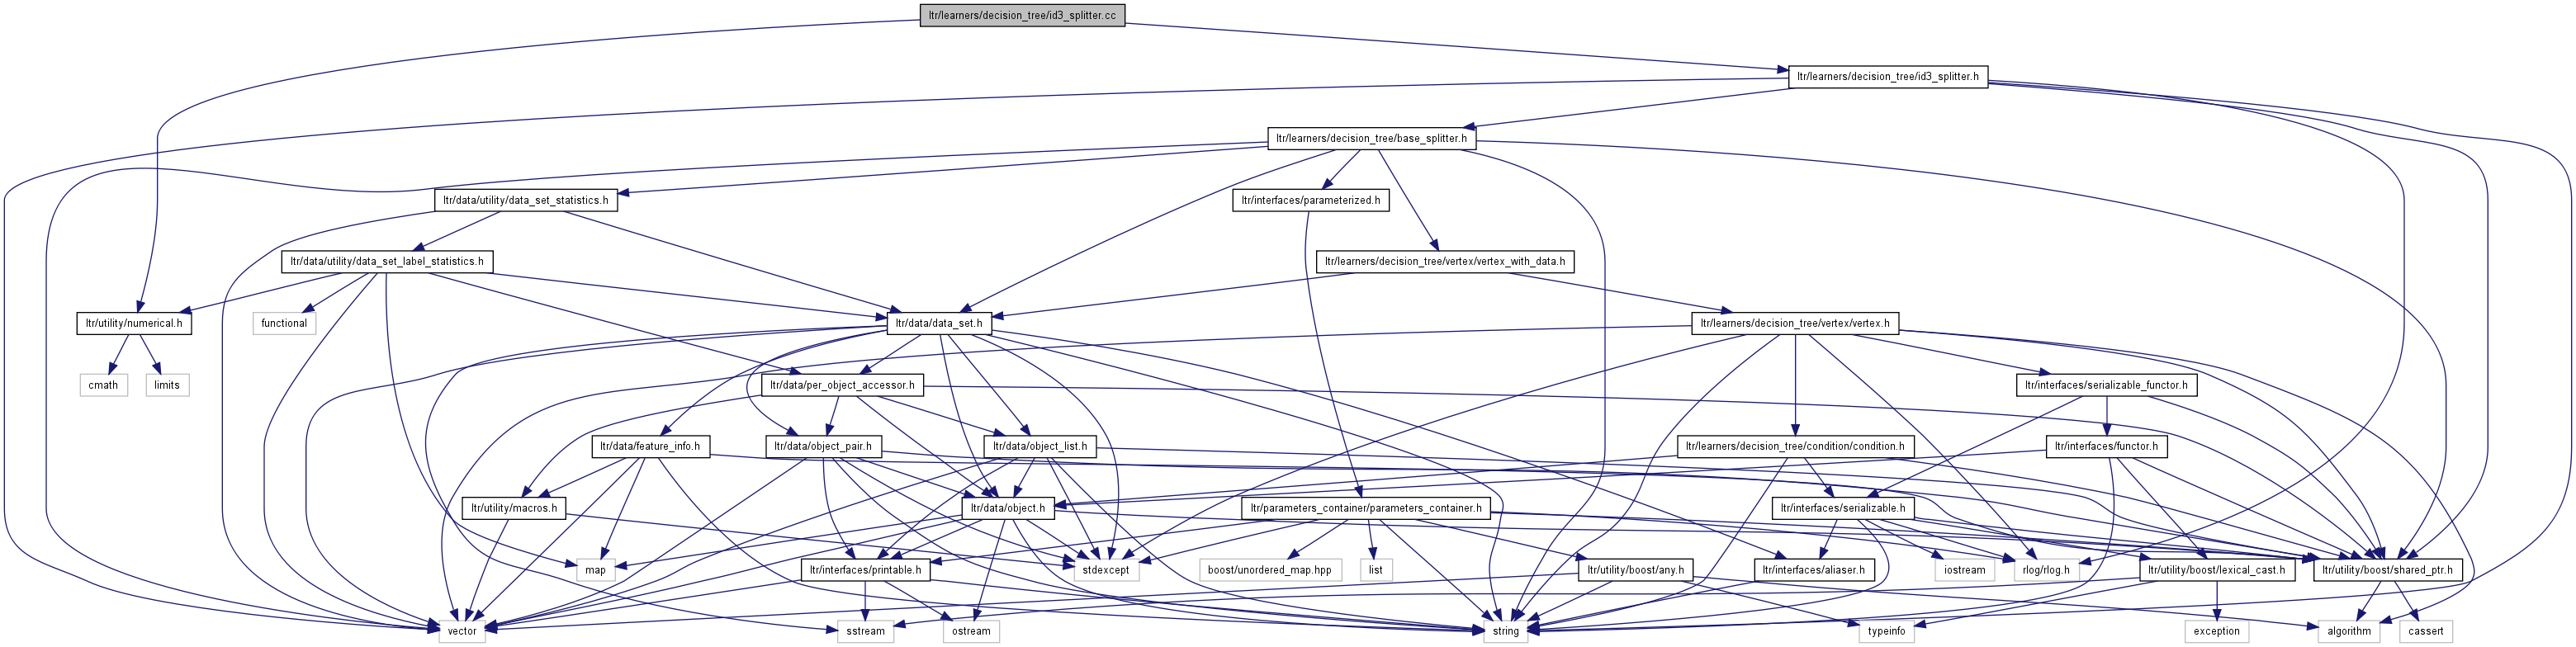 ltr/learners/decision_tree/id3_splitter.cc
ltr/learners/decision_tree/id3_splitter.h
ltr/learners/decision_tree/base_splitter.h
ltr/data/utility/data_set_statistics.h
ltr/interfaces/parameterized.h
ltr/data/utility/data_set_label_statistics.h
ltr/learners/decision_tree/vertex/vertex_with_data.h
ltr/utility/numerical.h
functional
ltr/data/data_set.h
ltr/learners/decision_tree/vertex/vertex.h
cmath
limits
ltr/data/per_object_accessor.h
ltr/interfaces/serializable_functor.h
ltr/data/feature_info.h
ltr/data/object_pair.h
ltr/data/object_list.h
ltr/learners/decision_tree/condition/condition.h
ltr/interfaces/functor.h
ltr/utility/macros.h
ltr/data/object.h
ltr/parameters_container/parameters_container.h
ltr/interfaces/serializable.h
map
ltr/interfaces/printable.h
stdexcept
boost/unordered_map.hpp
list
ltr/utility/boost/any.h
ltr/interfaces/aliaser.h
iostream
rlog/rlog.h
ltr/utility/boost/lexical_cast.h
ltr/utility/boost/shared_ptr.h
vector
sstream
ostream
string
typeinfo
exception
algorithm
cassert